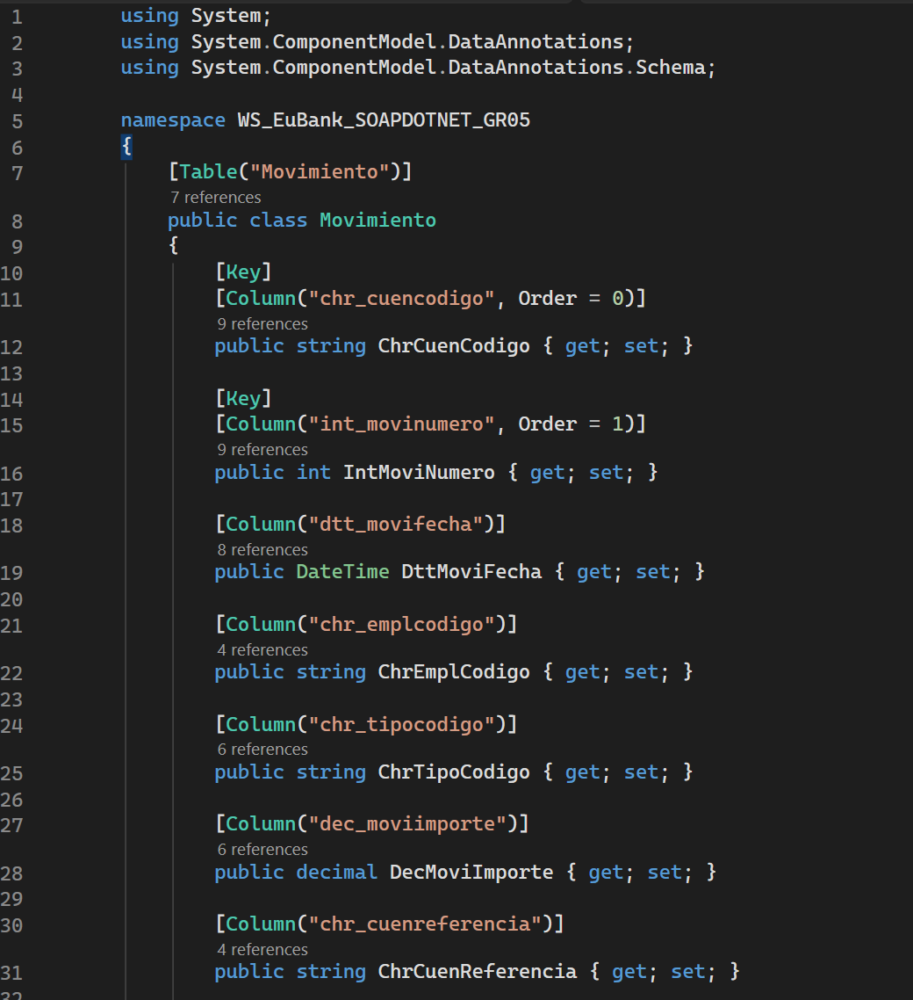 1 using System;
2 using System.ComponentModel.DataAnnotations;
3 using System.ComponentModel.DataAnnotations.Schema;
4
5 namespace WS_EuBank_SOAPDOTNET_GR05
6 {
7 [Table("Movimiento")]
7 references
8 public class Movimiento
9 {
10 [Key]
11 [Column("chr_cuencodigo", Order = 0)]
9 references
12 public string ChrCuenCodigo { get; set; }
13
14 [Key]
15 [Column("int_movinumero", Order = 1)]
9 references
16 public int IntMoviNumero { get; set; }
17
18 [Column("dtt_movifecha")]
8 references
19 public DateTime DttMoviFecha { get; set; }
20
21 [Column("chr_emplcodigo")]
4 references
22 public string ChrEmplCodigo { get; set; }
23
24 [Column("chr_tipocodigo")]
6 references
25 public string ChrTipoCodigo { get; set; }
26
27 [Column("dec_moviimporte")]
6 references
28 public decimal DecMoviImporte { get; set; }
29
30 [Column("chr_cuenreferencia")]
4 references
31 public string ChrCuenReferencia { get; set; }
32